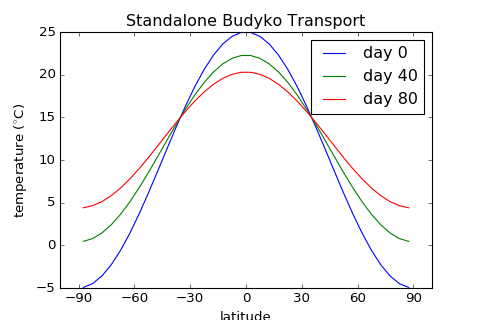 Standalone Budyko Transport
day 0
day 40
day 80
temperature (°C)
25
20
15
10
5
0
−5
−90
−60
−30
0
30
60
90
latitude